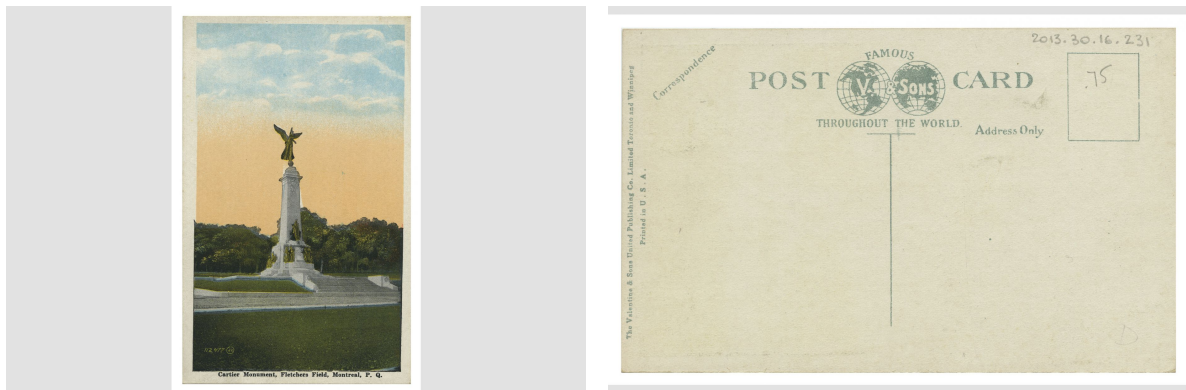 Cartier Monument, Fletchers Field, Montreal, P. Q.
2013.30.16.231
Correspondence
FAMOUS
POST CARD
V. & SONS
THROUGHOUT THE WORLD.
Address Only
.75
The Valentine & Sons United Publishing Co. Limited Toronto and Winnipeg
Printed in U.S.A.